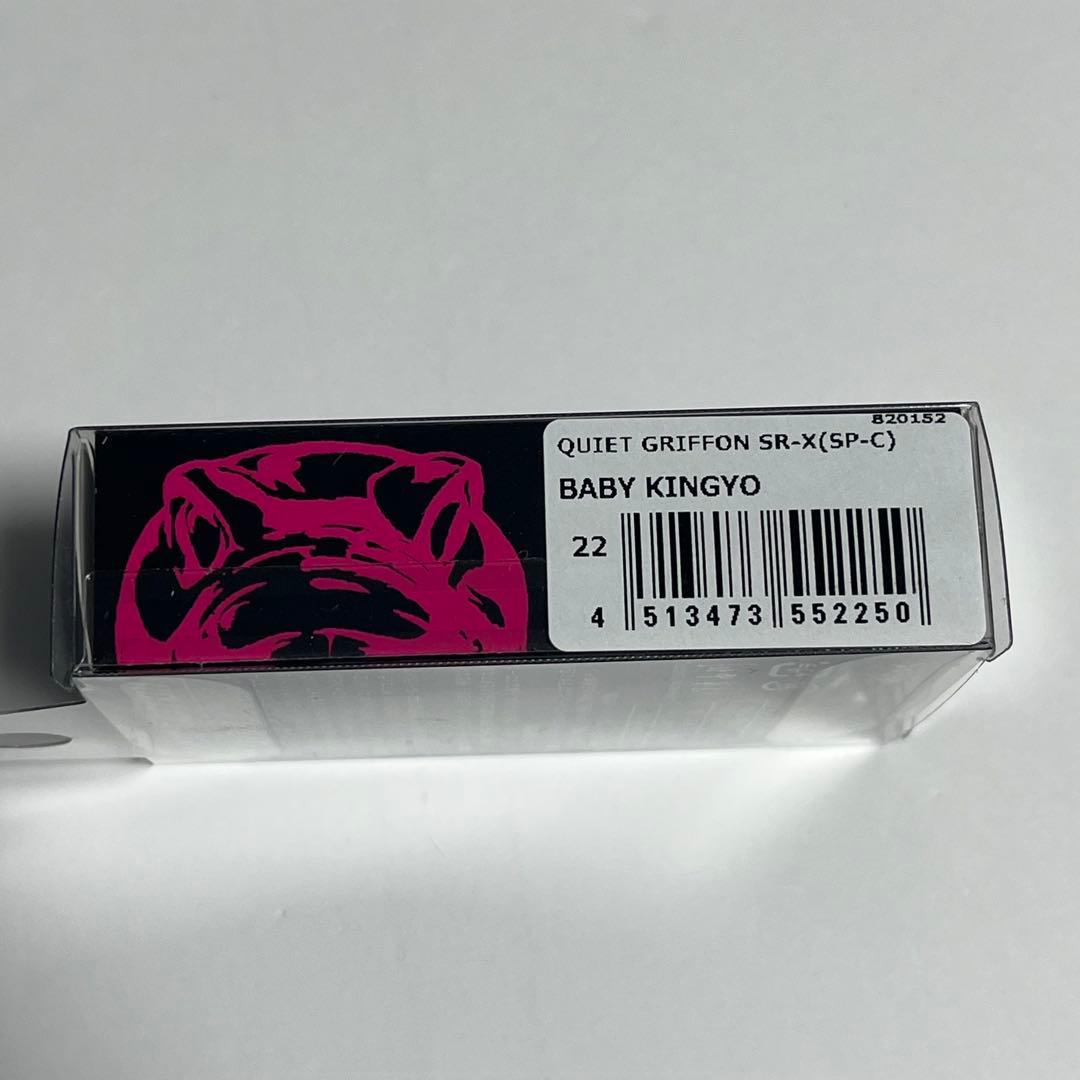 820152
QUIET GRIFFON SR-X(SP-C)
BABY KINGYO
22
4 513473 552250